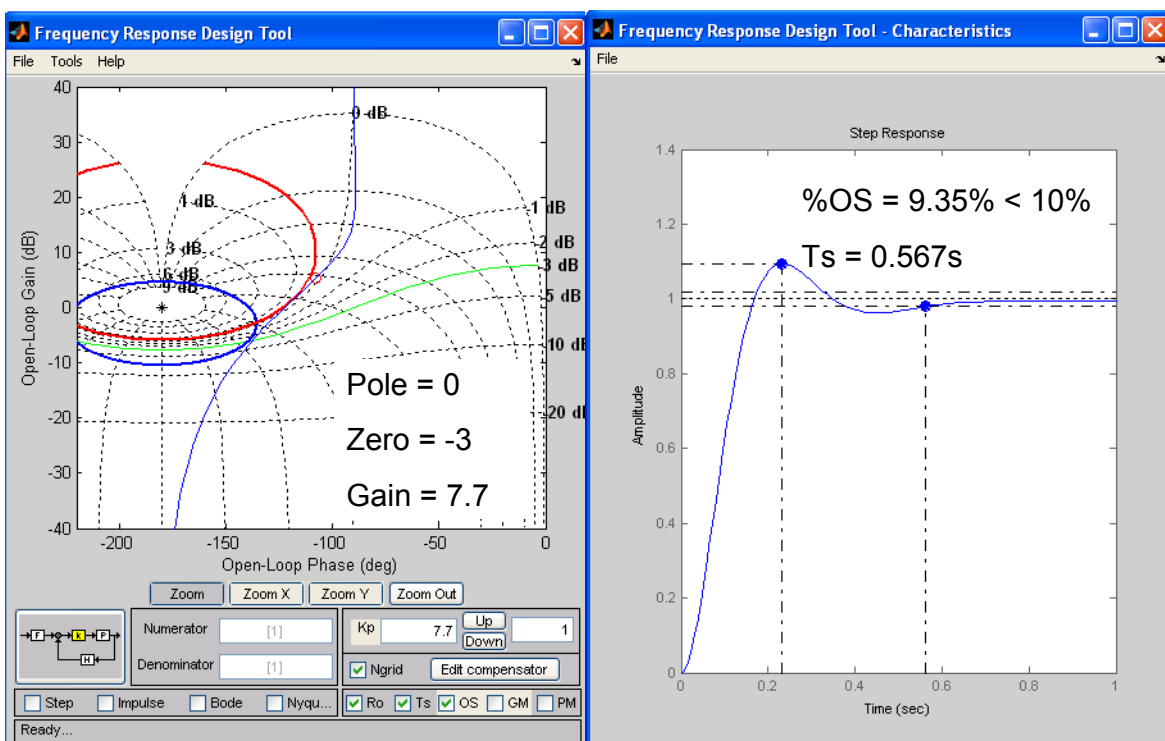 Frequency Response Design Tool
File Tools Help
40
30
20
10
0
-10
-20
-30
-40
Open-Loop Gain (dB)
0 dB
1 dB
3 dB
6 dB
9 dB
-1 dB
-2 dB
-3 dB
-5 dB
-10 dB
-20 dB
Pole = 0
Zero = -3
Gain = 7.7
-200 -150 -100 -50 0
Open-Loop Phase (deg)
Zoom Zoom X Zoom Y Zoom Out
F k P
H
Numerator [1]
Denominator [1]
Kp 7.7 Up 1
Down
Ngrid Edit compensator
Step Impulse Bode Nyqu... Ro Ts OS GM PM
Ready...
Frequency Response Design Tool - Characteristics
File
Step Response
1.4
1.2
1
0.8
0.6
0.4
0.2
0
Amplitude
%OS = 9.35% < 10%
Ts = 0.567s
0 0.2 0.4 0.6 0.8 1
Time (sec)